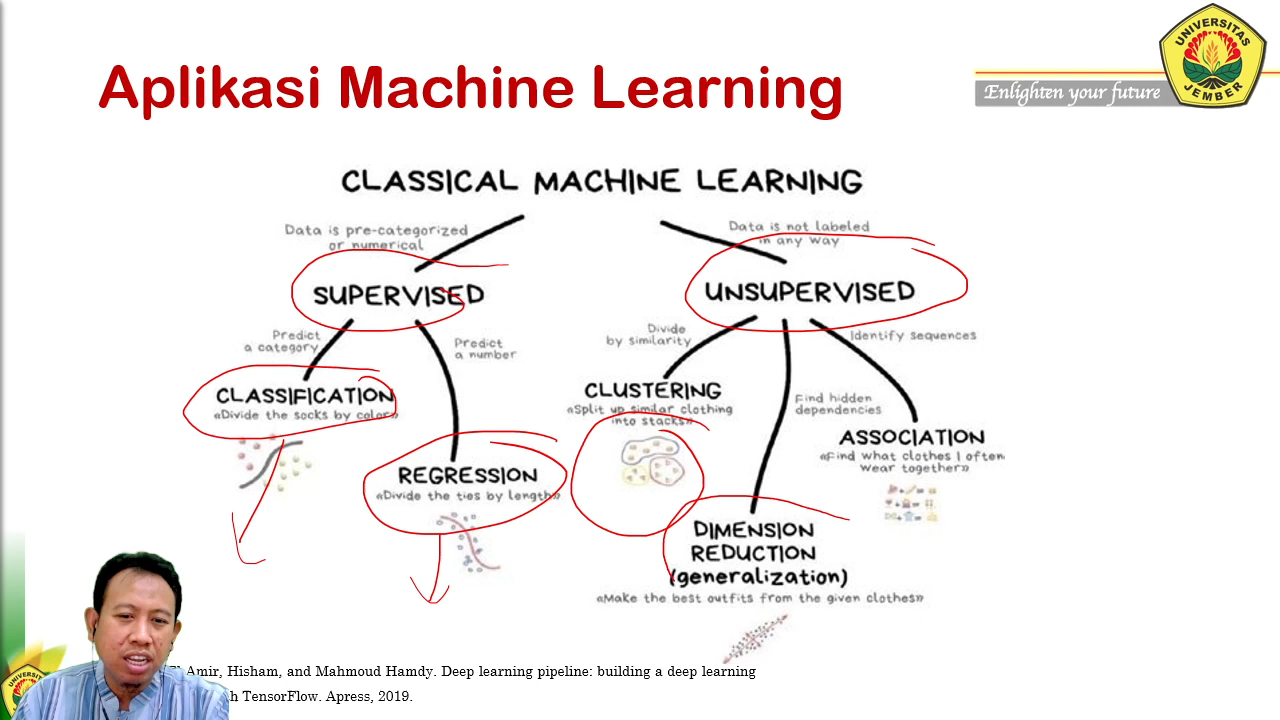 Aplikasi Machine Learning
UNIVERSITAS
JEMBER
Enlighten your future
CLASSICAL MACHINE LEARNING
Data is pre-categorized
or numerical
Data is not labeled
in any way
SUPERVISED
UNSUPERVISED
Predict
a category
Predict
a number
Divide
by similarity
Identify sequences
CLASSIFICATION
«Divide the socks by color»
CLUSTERING
«Split up similar clothing
into stacks»
Find hidden
dependencies
ASSOCIATION
«Find what clothes I often
wear together»
REGRESSION
«Divide the ties by length»
DIMENSION
REDUCTION
(generalization)
«Make the best outfits from the given clothes»
Amir, Hisham, and Mahmoud Hamdy. Deep learning pipeline: building a deep learning
TensorFlow. Apress, 2019.